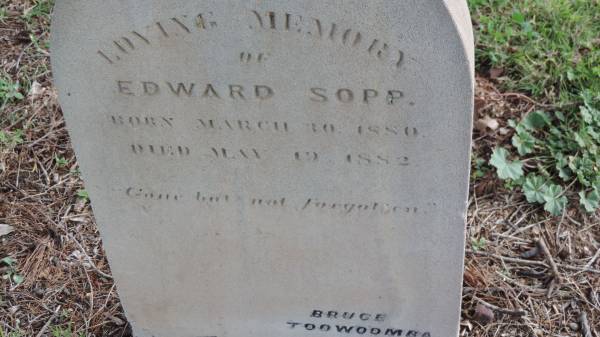 LOVING MEMORY
OF
EDWARD SOPP.
BORN MARCH 30. 1880.
DIED MAY 19. 1882
"Gone but not forgotten."
BRUCE
TOOWOOMBA